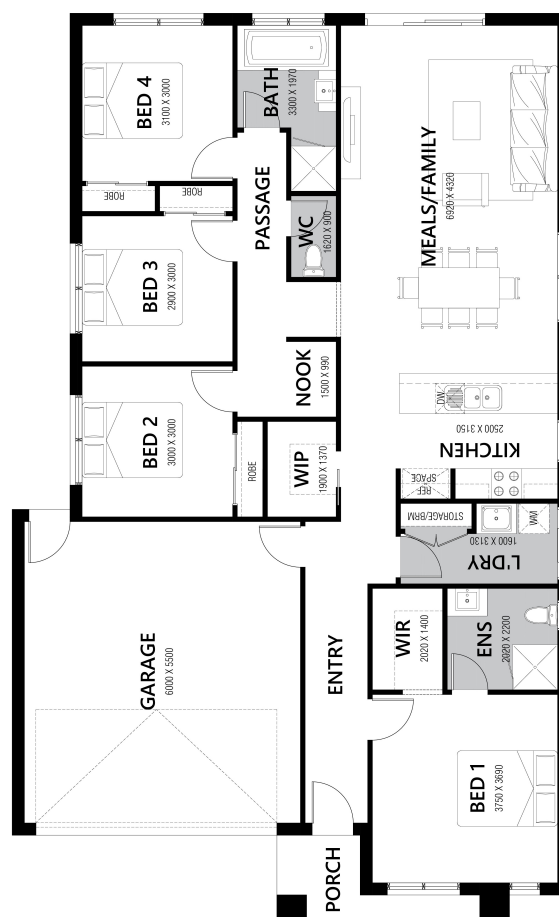 BED 4
3100 X 3000
BATH
3300 X 1970
MEALS/FAMILY
6920 X 4320
ROBE
ROBE
PASSAGE
WC
1620 X 900
BED 3
2900 X 3000
NOOK
1500 X 990
BED 2
3000 X 3000
ROBE
WIP
1900 X 1370
DW
2500 X 3150
KITCHEN
REF
SPACE
STORAGE/BRM
WM
1600 X 3130
L'DRY
GARAGE
6000 X 5500
ENTRY
WIR
2020 X 1400
ENS
2020 X 2200
BED 1
3750 X 3690
PORCH